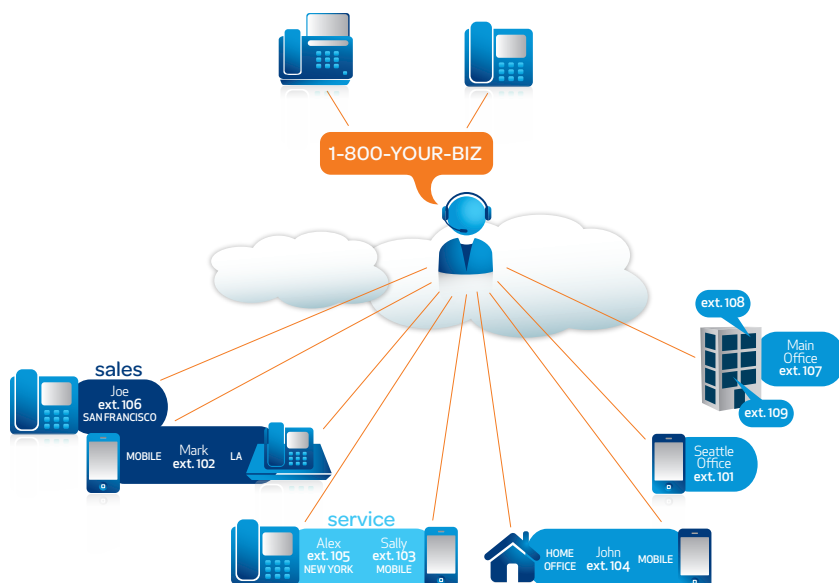 1-800-YOUR-BIZ
ext. 108
Main
Office
ext. 107
ext. 109
sales
Joe
ext. 106
SAN FRANCISCO
MOBILE
Mark
ext. 102
LA
Seattle
Office
ext. 101
service
Alex
ext. 105
NEW YORK
Sally
ext. 103
MOBILE
HOME
OFFICE
John
ext. 104
MOBILE